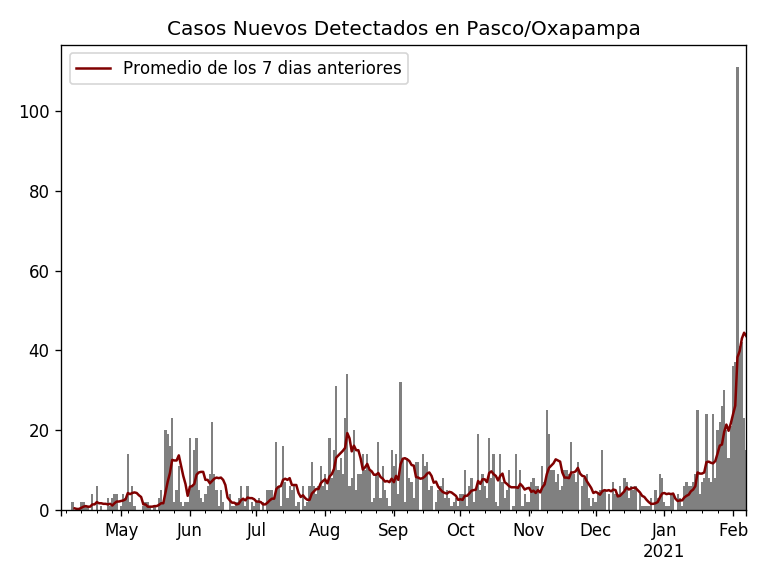 Casos Nuevos Detectados en Pasco/Oxapampa
Promedio de los 7 dias anteriores
100
80
60
40
20
0
May Jun Jul Aug Sep Oct Nov Dec Jan Feb
2021